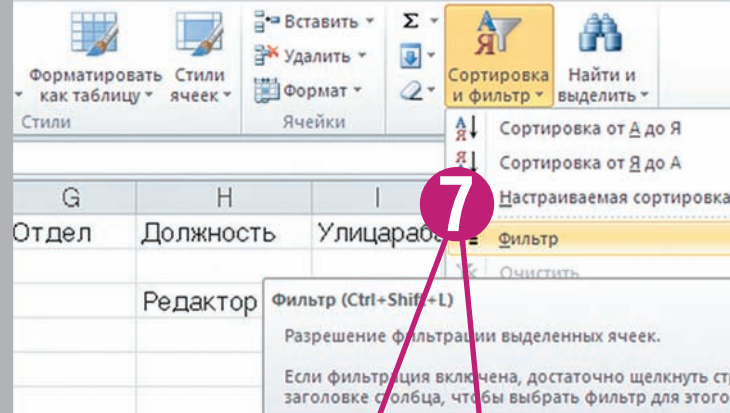 Вставить
Σ
Удалить
Форматировать
как таблицу
Стили
ячеек
Формат
Сортировка
и фильтр
Найти и
выделить
Стили
Ячейки
Сортировка от А до Я
Сортировка от Я до А
Настраиваемая сортировка
G H I
7
Отдел Должность Улицараба
Фильтр
Очистить
Редактор
Фильтр (Ctrl+Shift+L)
Разрешение фильтрации выделенных ячеек.
Если фильтрация включена, достаточно щелкнуть стр
заголовке столбца, чтобы выбрать фильтр для этого